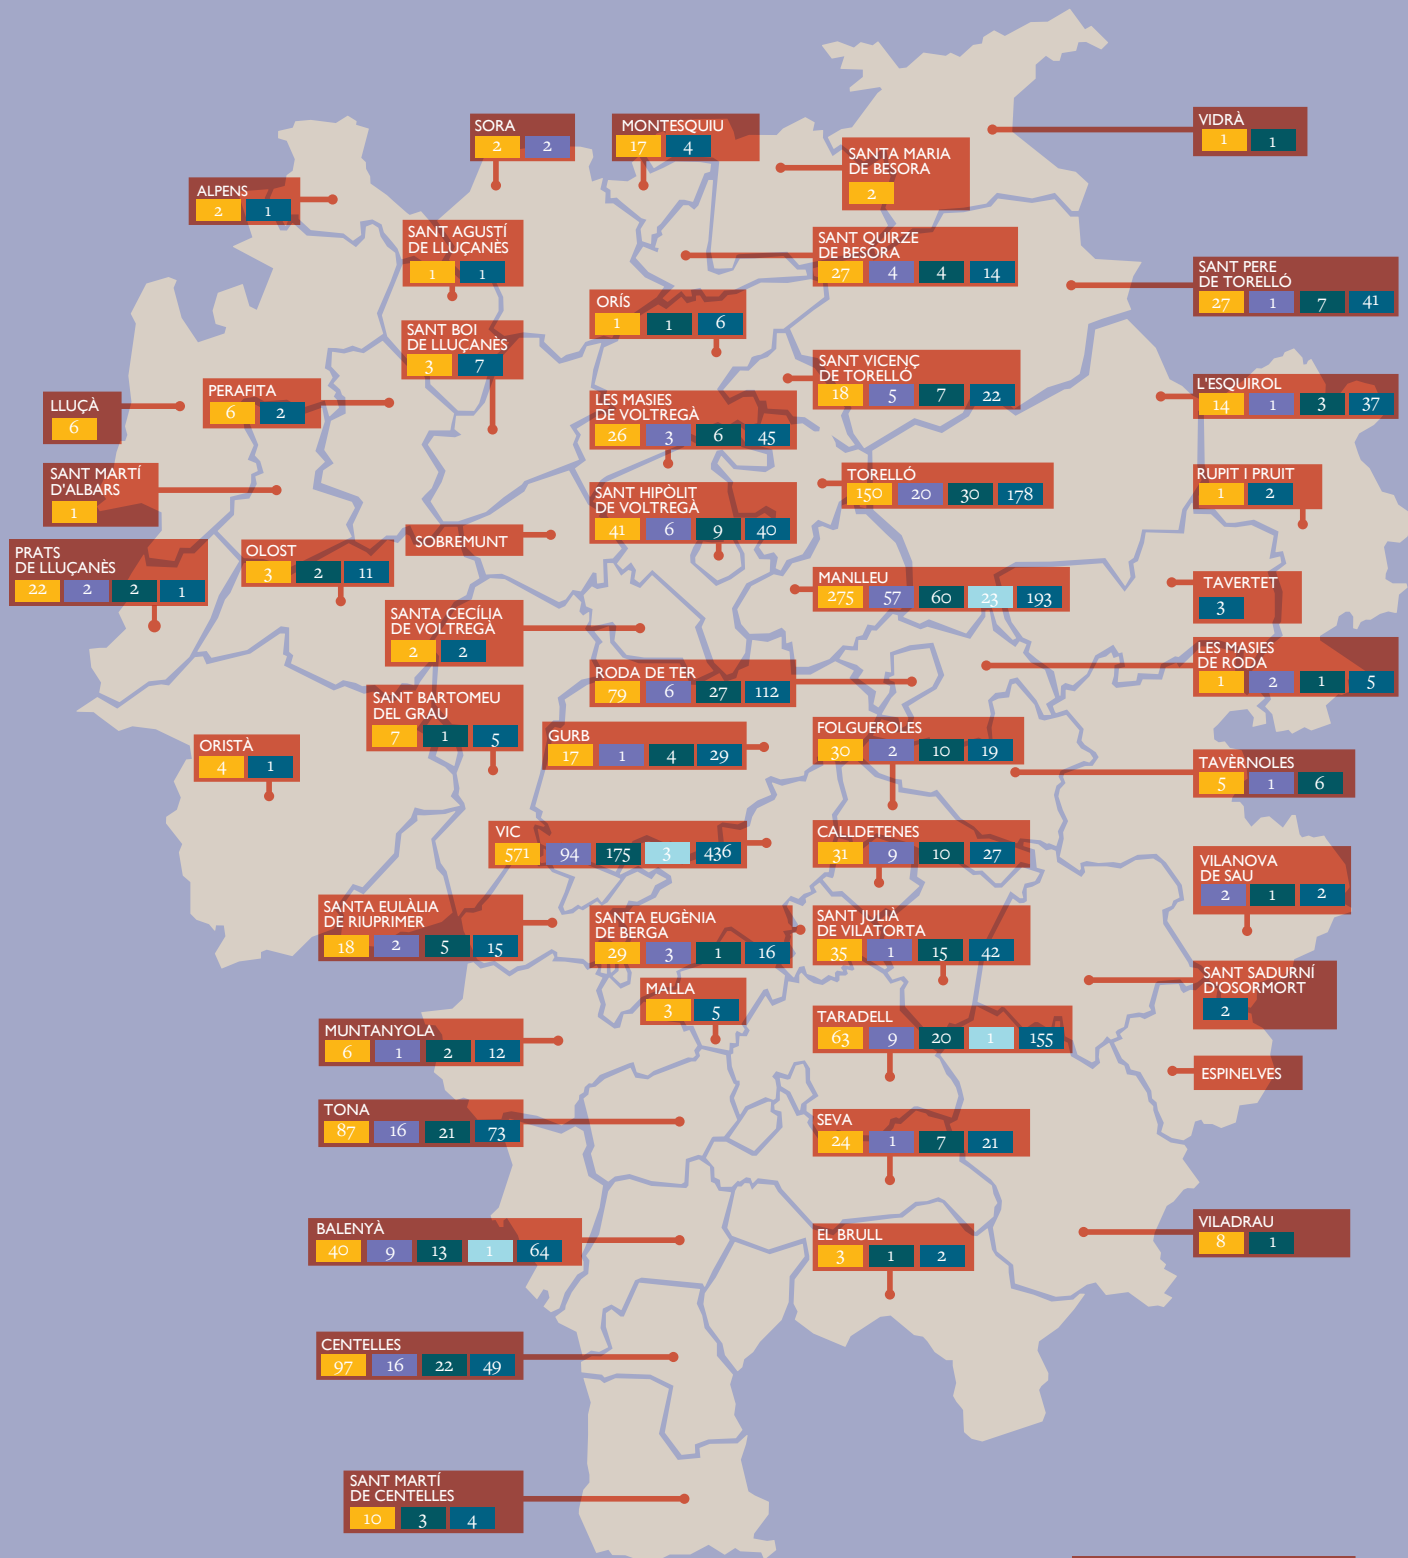 VIDRÀ
1 1
SORA
2 2
MONTESQUIU
17 4
SANTA MARIA
DE BESORA
2
ALPENS
2 1
SANT AGUSTÍ
DE LLUÇANÈS
1 1
SANT QUIRZE
DE BESORA
27 4 4 14
SANT PERE
DE TORELLÓ
27 1 7 41
ORÍS
1 1 6
SANT BOI
DE LLUÇANÈS
3 7
SANT VICENÇ
DE TORELLÓ
18 5 7 22
L'ESQUIROL
14 1 3 37
PERAFITA
6 2
LLUÇÀ
6
LES MASIES
DE VOLTREGÀ
26 3 6 45
SANT MARTÍ
D'ALBARS
1
TORELLÓ
150 20 30 178
RUPIT I PRUIT
1 2
SANT HIPÒLIT
DE VOLTREGÀ
41 6 9 40
SOBREMUNT
PRATS
DE LLUÇANÈS
22 2 2 1
OLOST
3 2 11
MANLLEU
275 57 60 23 193
TAVERTET
3
SANTA CECÍLIA
DE VOLTREGÀ
2 2
LES MASIES
DE RODA
1 2 1 5
RODA DE TER
79 6 27 112
SANT BARTOMEU
DEL GRAU
7 1 5
GURB
17 1 4 29
FOLGUEROLES
30 2 10 19
ORISTÀ
4 1
TAVÈRNOLES
5 1 6
VIC
571 94 175 3 436
CALLDETENES
31 9 10 27
VILANOVA
DE SAU
2 1 2
SANTA EULÀLIA
DE RIUPRIMER
18 2 5 15
SANTA EUGÈNIA
DE BERGA
29 3 1 16
SANT JULIÀ
DE VILATORTA
35 1 15 42
SANT SADURNÍ
D'OSORMORT
2
MALLA
3 5
TARADELL
63 9 20 1 155
MUNTANYOLA
6 1 2 12
ESPINELVES
TONA
87 16 21 73
SEVA
24 1 7 21
BALENYÀ
40 9 13 1 64
EL BRULL
3 1 2
VILADRAU
8 1
CENTELLES
97 16 22 49
SANT MARTÍ
DE CENTELLES
10 3 4